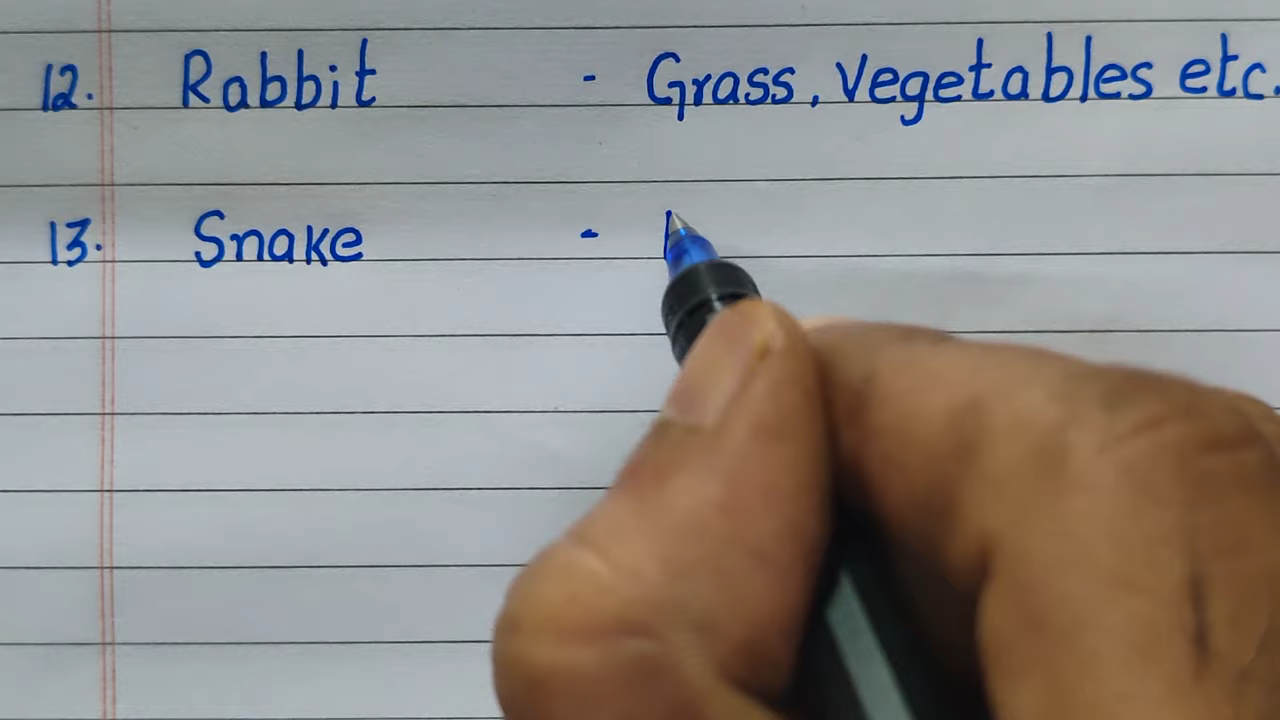 12. Rabbit - Grass, Vegetables etc.
13. Snake -